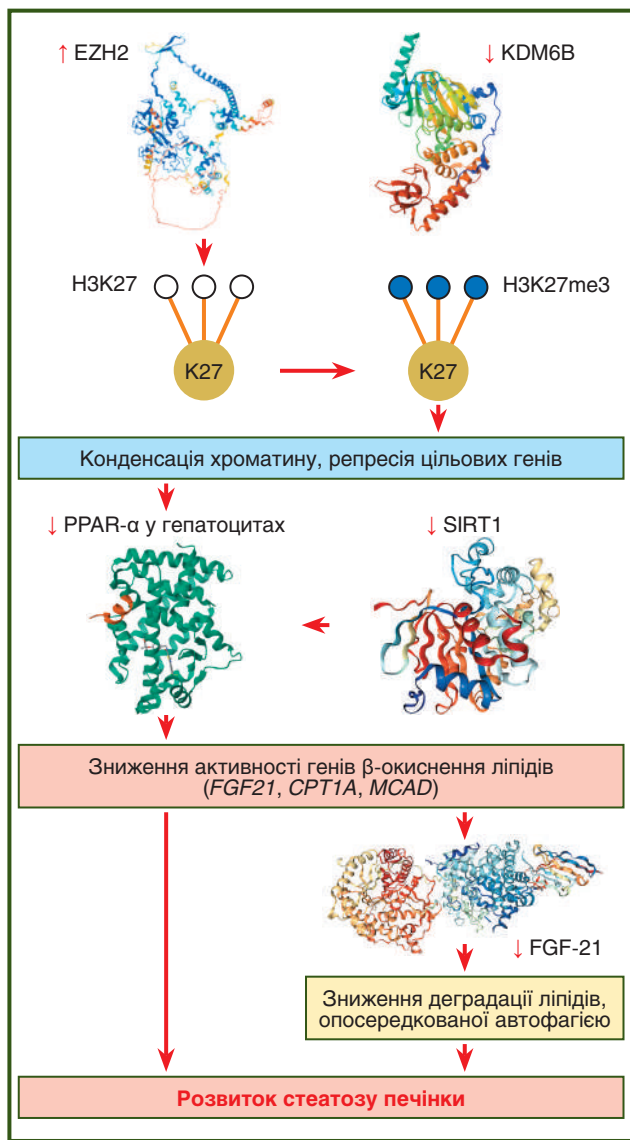 ↑ EZH2
↓ KDM6B
H3K27
H3K27me3
K27
K27
Конденсація хроматину, репресія цільових генів
↓ PPAR-α у гепатоцитах
↓ SIRT1
Зниження активності генів β-окиснення ліпідів
(FGF21, CPT1A, MCAD)
↓ FGF-21
Зниження деградації ліпідів,
опосередкованої автофагією
Розвиток стеатозу печінки